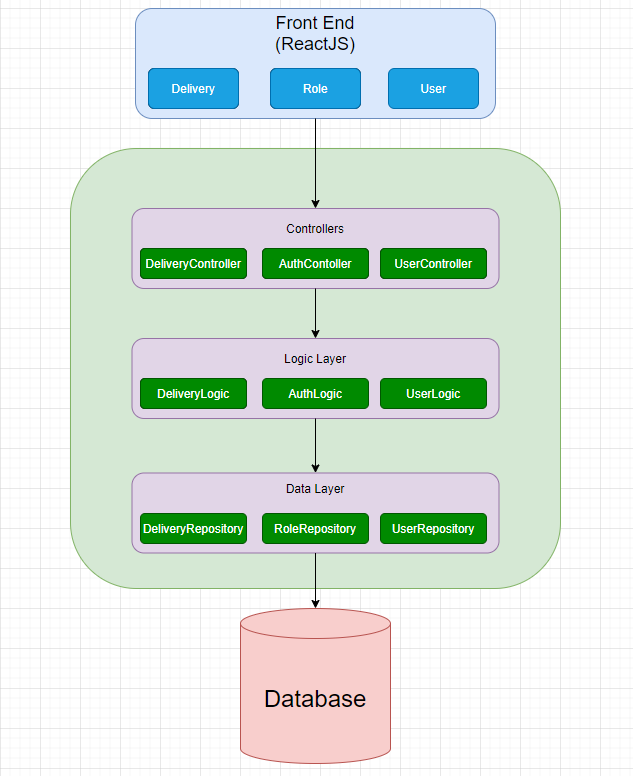 Front End
(ReactJS)
Delivery
Role
User
Controllers
DeliveryController
AuthContoller
UserController
Logic Layer
DeliveryLogic
AuthLogic
UserLogic
Data Layer
DeliveryRepository
RoleRepository
UserRepository
Database